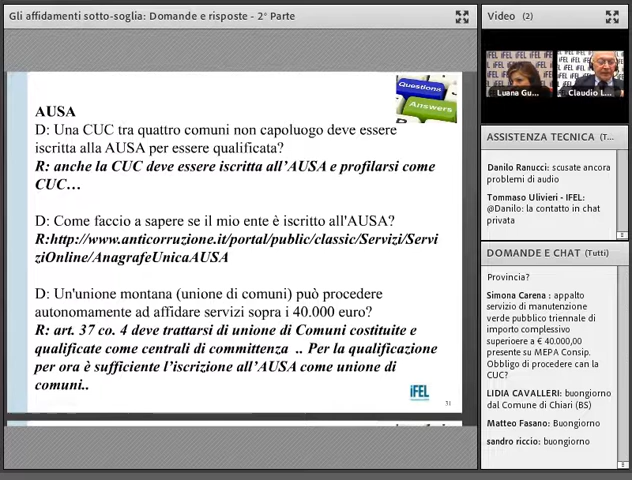 Gli affidamenti sotto-soglia: Domande e risposte - 2° Parte
Questions
Answers
AUSA
D: Una CUC tra quattro comuni non capoluogo deve essere
iscritta alla AUSA per essere qualificata?
R: anche la CUC deve essere iscritta all'AUSA e profilarsi come
CUC…
D: Come faccio a sapere se il mio ente è iscritto all'AUSA?
R:http://www.anticorruzione.it/portal/public/classic/Servizi/Servi
ziOnline/AnagrafeUnicaAUSA
D: Un'unione montana (unione di comuni) può procedere
autonomamente ad affidare servizi sopra i 40.000 euro?
R: art. 37 co. 4 deve trattarsi di unione di Comuni costituite e
qualificate come centrali di committenza .. Per la qualificazione
per ora è sufficiente l'iscrizione all'AUSA come unione di
comuni..
iFEL
31
Video (2)
Luana Gu...
Claudio L...
ASSISTENZA TECNICA (T...
Danilo Ranucci: scusate ancora
problemi di audio
Tommaso Ulivieri - IFEL:
@Danilo: la contatto in chat
privata
DOMANDE E CHAT (Tutti)
Provincia?
Simona Carena : appalto
servizio di manutenzione
verde pubblico triennale di
importo complessivo
superioere a € 40.000,00
presente su MEPA Consip.
Obbligo di procedere can la
CUC?
LIDIA CAVALLERI: buongiorno
dal Comune di Chiari (BS)
Matteo Fasano: Buongiorno
sandro riccio: buongiorno